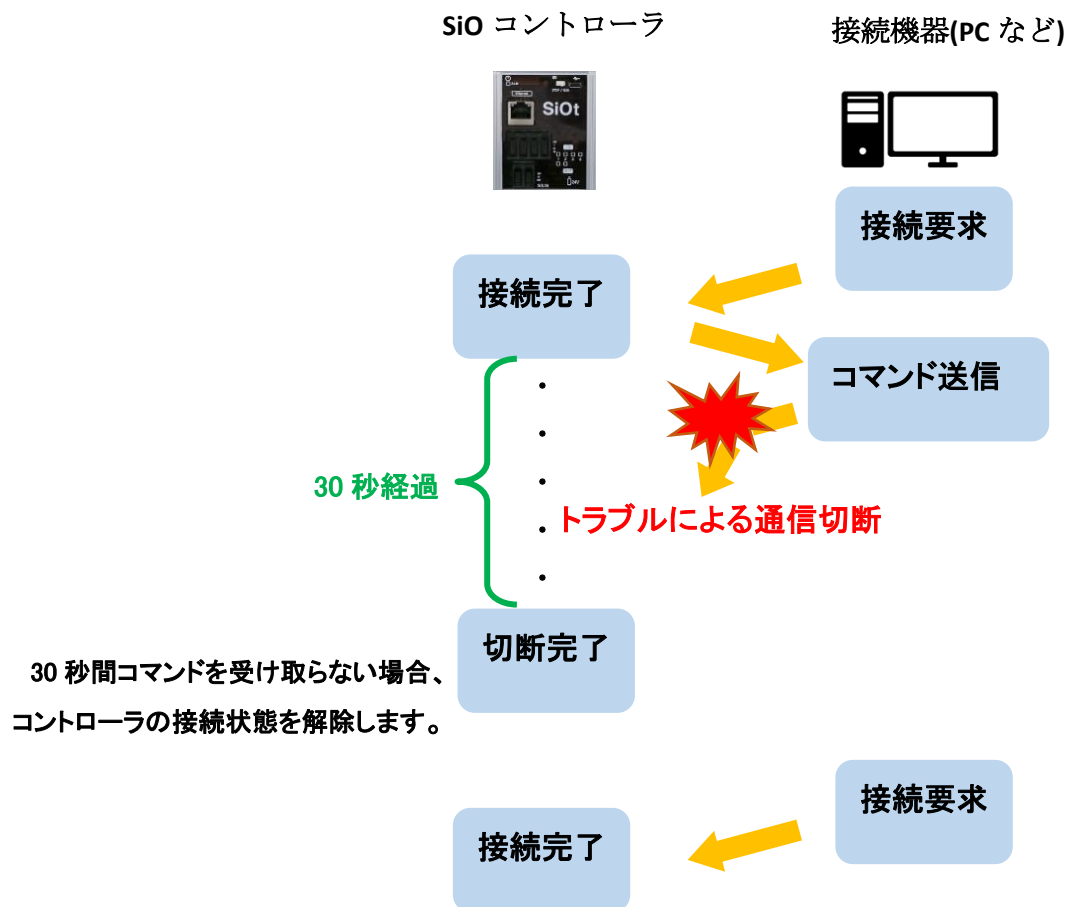 SiO コントローラ
接続機器(PC など)
SiOt
接続要求
接続完了
コマンド送信
30 秒経過
トラブルによる通信切断
切断完了
30 秒間コマンドを受け取らない場合、
コントローラの接続状態を解除します。
接続要求
接続完了